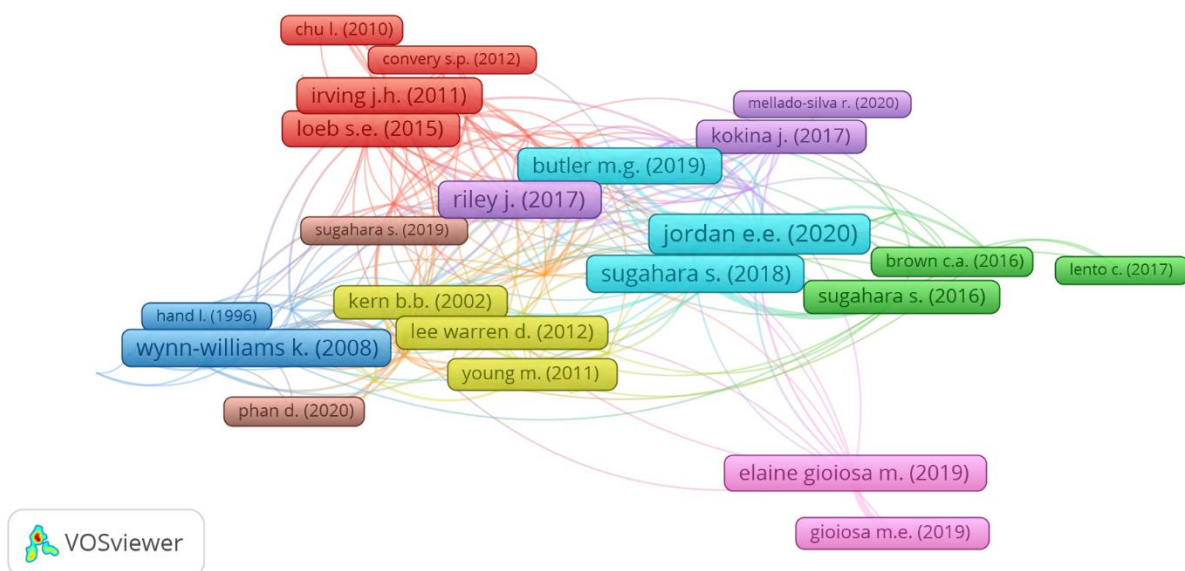 chu l. (2010)
convery s.p. (2012)
irving j.h. (2011)
mellado-silva r. (2020)
loeb s.e. (2015)
kokina j. (2017)
butler m.g. (2019)
riley j. (2017)
sugahara s. (2019)
jordan e.e. (2020)
brown c.a. (2016)
lento c. (2017)
sugahara s. (2018)
sugahara s. (2016)
kern b.b. (2002)
hand l. (1996)
lee warren d. (2012)
wynn-williams k. (2008)
young m. (2011)
phan d. (2020)
elaine gioiosa m. (2019)
gioiosa m.e. (2019)
VOSviewer